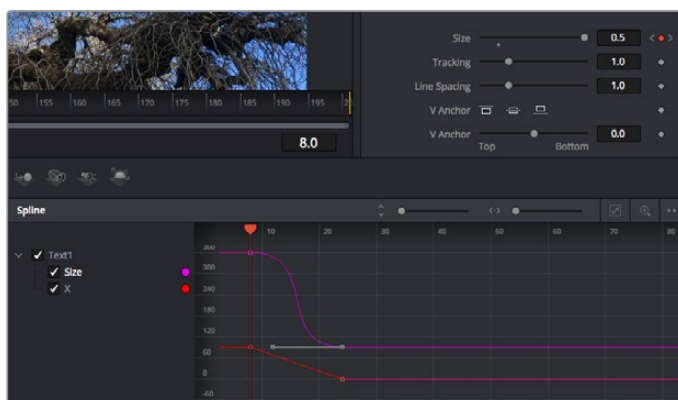 Size 0.5
50 155 160 165 170 175 180 185 190 195 2
Tracking 1.0
Line Spacing 1.0
V Anchor
8.0
V Anchor 0.0
Top Bottom
Spline
10 20 30 40 50 60 70 80
Text1
Size
X
360
300
240
180
120
60
0
-60